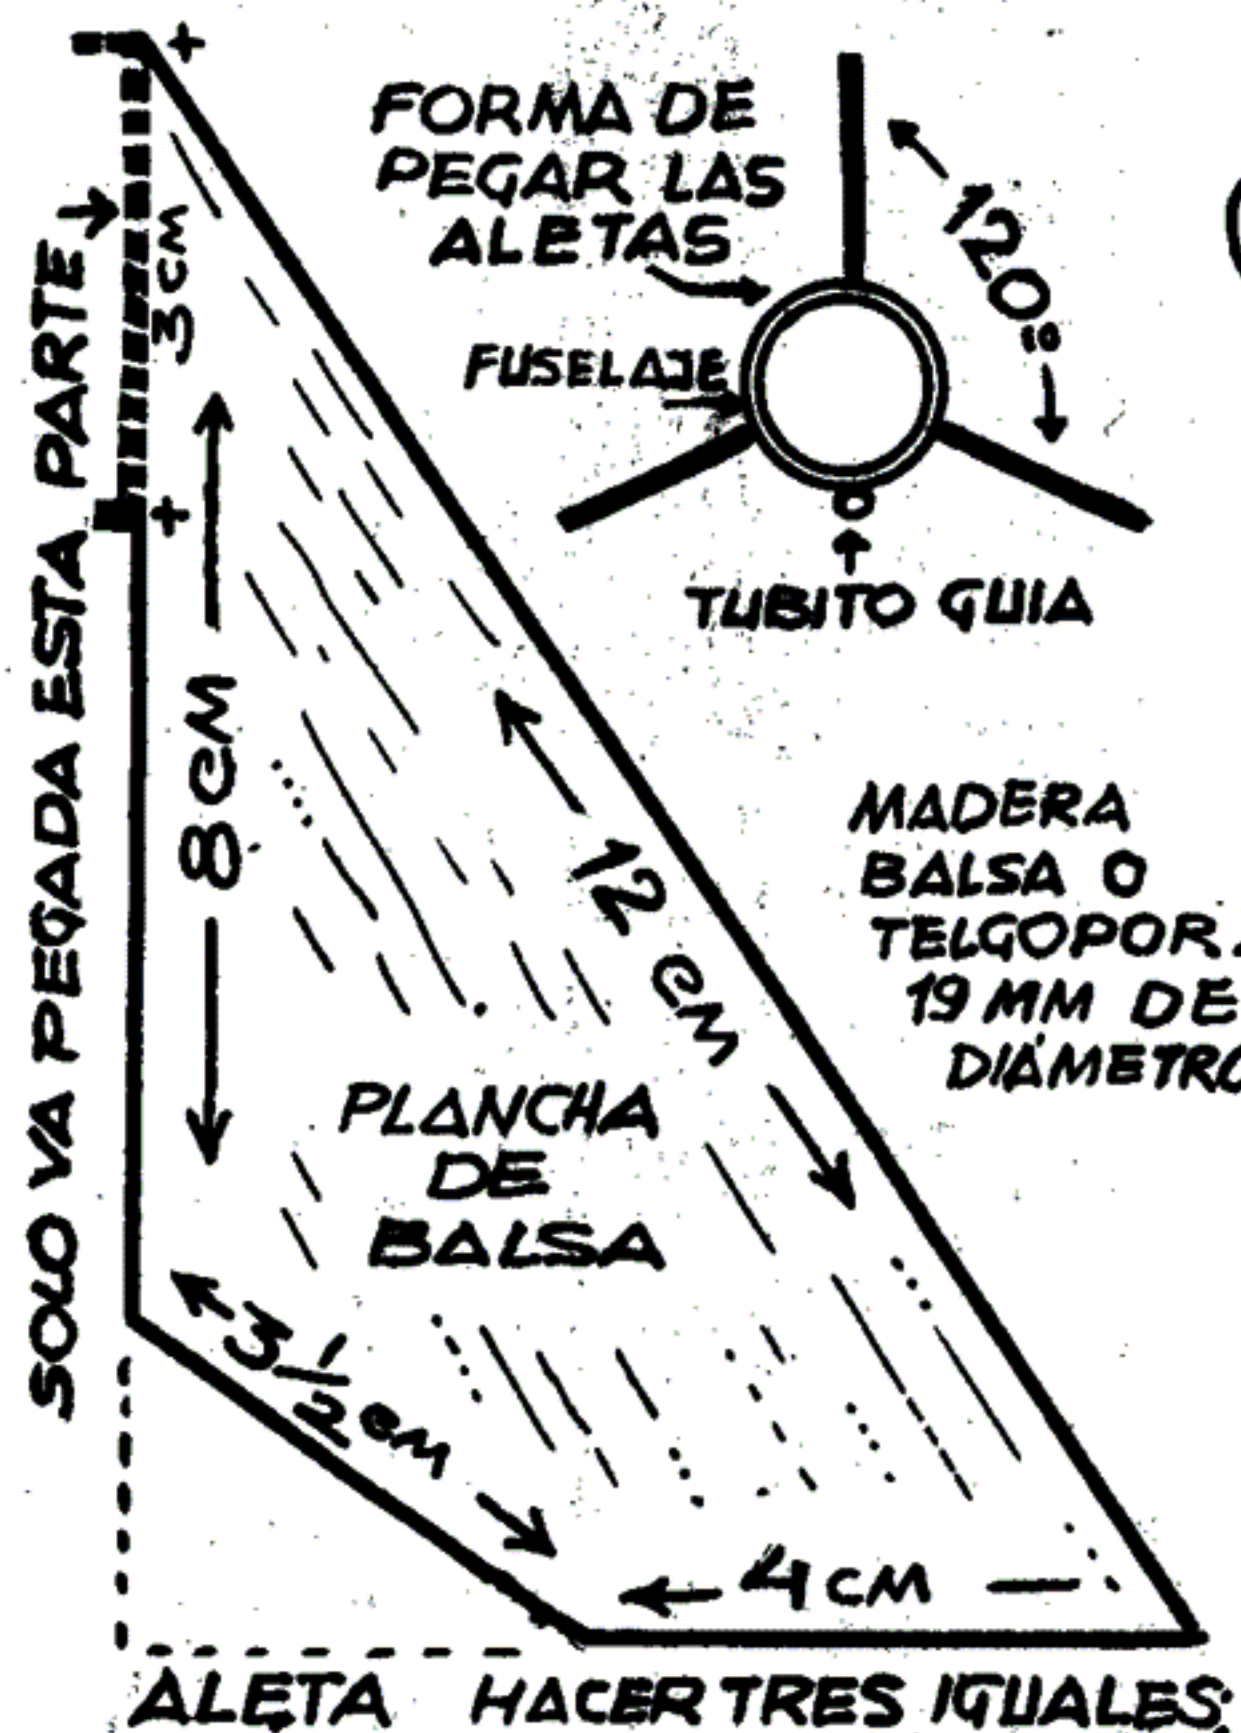 FORMA DE
PEGAR LAS
ALETAS
120º
FUSELAJE
TUBITO GUIA
SOLO VA PEGADA ESTA PARTE
3 CM
8 CM
12 CM
MADERA
BALSA O
TELGOPOR.
19 MM DE
DIÁMETRO
PLANCHA
DE
BALSA
3 1/2 CM
4 CM
ALETA HACER TRES IGUALES.